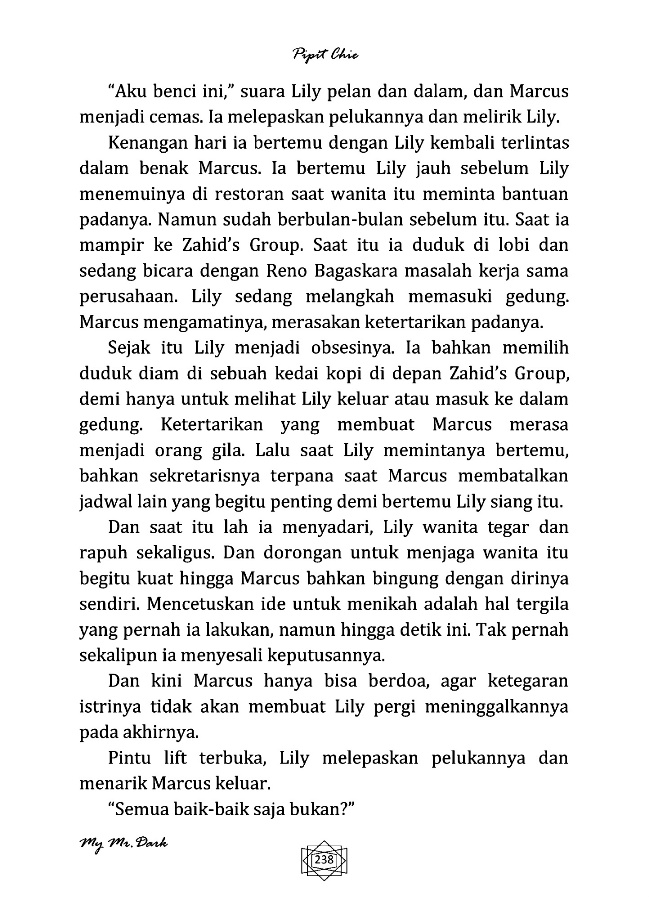 Pipit Chie
“Aku benci ini,” suara Lily pelan dan dalam, dan Marcus
menjadi cemas. Ia melepaskan pelukannya dan melirik Lily.
Kenangan hari ia bertemu dengan Lily kembali terlintas
dalam benak Marcus. Ia bertemu Lily jauh sebelum Lily
menemuinya di restoran saat wanita itu meminta bantuan
padanya. Namun sudah berbulan-bulan sebelum itu. Saat ia
mampir ke Zahid’s Group. Saat itu ia duduk di lobi dan
sedang bicara dengan Reno Bagaskara masalah kerja sama
perusahaan. Lily sedang melangkah memasuki gedung.
Marcus mengamatinya, merasakan ketertarikan padanya.
Sejak itu Lily menjadi obsesinya. Ia bahkan memilih
duduk diam di sebuah kedai kopi di depan Zahid’s Group,
demi hanya untuk melihat Lily keluar atau masuk ke dalam
gedung. Ketertarikan yang membuat Marcus merasa
menjadi orang gila. Lalu saat Lily memintanya bertemu,
bahkan sekretarisnya terpana saat Marcus membatalkan
jadwal lain yang begitu penting demi bertemu Lily siang itu.
Dan saat itu lah ia menyadari, Lily wanita tegar dan
rapuh sekaligus. Dan dorongan untuk menjaga wanita itu
begitu kuat hingga Marcus bahkan bingung dengan dirinya
sendiri. Mencetuskan ide untuk menikah adalah hal tergila
yang pernah ia lakukan, namun hingga detik ini. Tak pernah
sekalipun ia menyesali keputusannya.
Dan kini Marcus hanya bisa berdoa, agar ketegaran
istrinya tidak akan membuat Lily pergi meninggalkannya
pada akhirnya.
Pintu lift terbuka, Lily melepaskan pelukannya dan
menarik Marcus keluar.
“Semua baik-baik saja bukan?”
My Mr. Dark
238